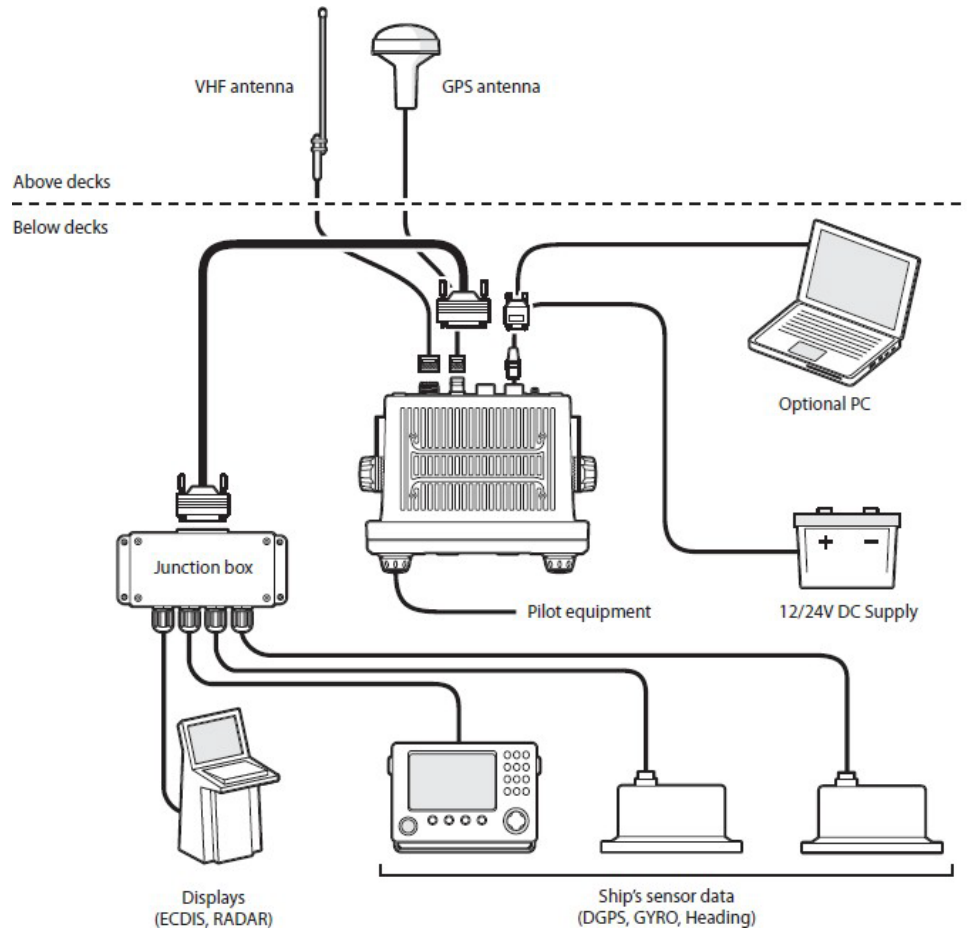 VHF antenna
GPS antenna
Above decks
Below decks
Optional PC
Junction box
+ −
Pilot equipment
12/24V DC Supply
Displays
(ECDIS, RADAR)
Ship's sensor data
(DGPS, GYRO, Heading)